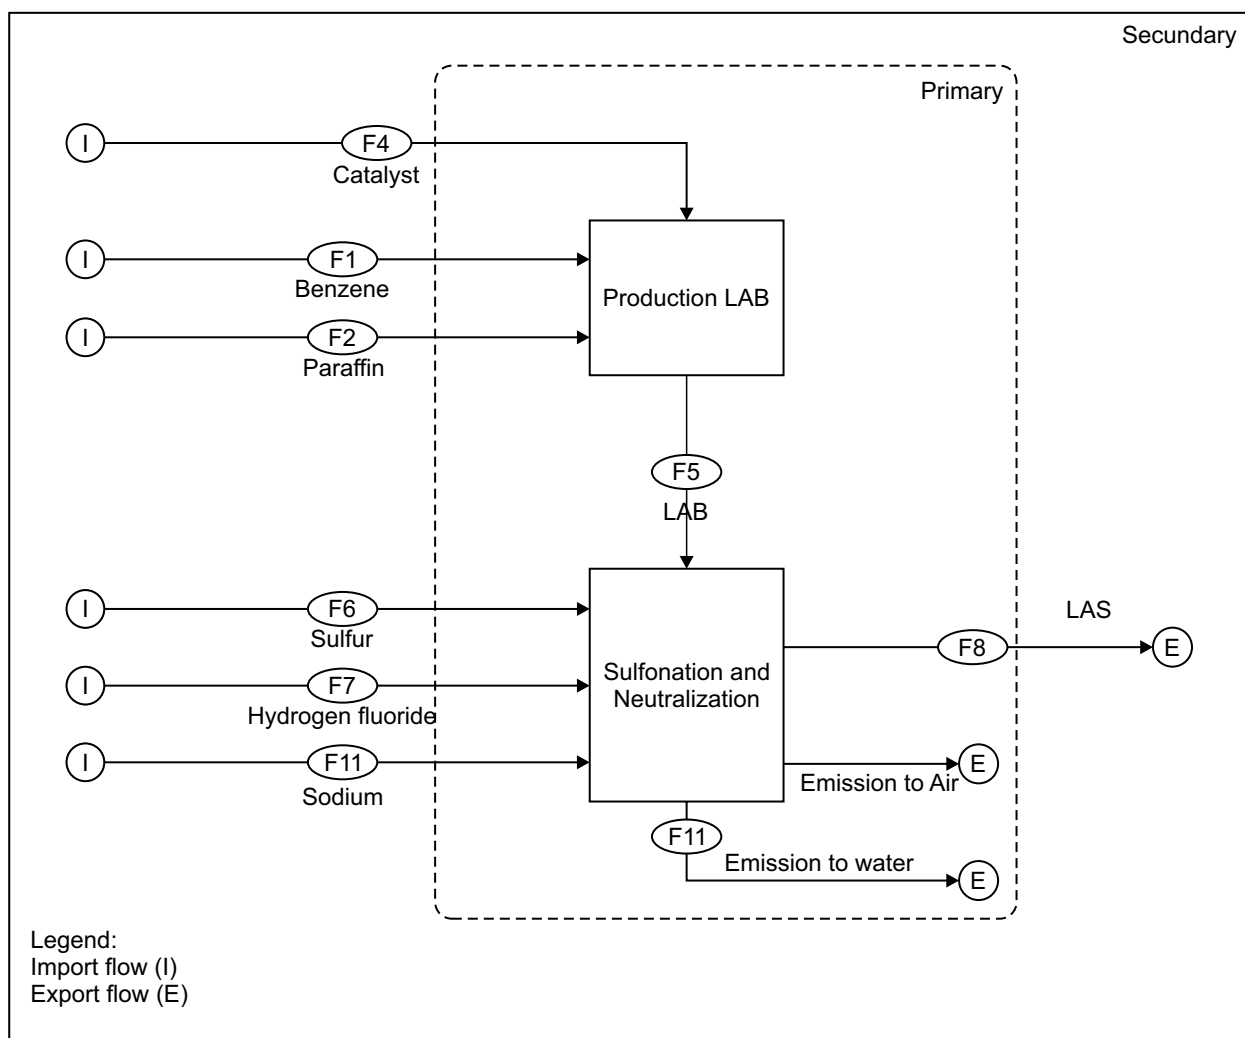 Secundary
Primary
I
F4
Catalyst
I
F1
Benzene
Production LAB
I
F2
Paraffin
F5
LAB
I
F6
Sulfur
LAS
F8
E
I
F7
Hydrogen fluoride
Sulfonation and
Neutralization
I
F11
Sodium
E
Emission to Air
F11
Emission to water
E
Legend:
Import flow (I)
Export flow (E)